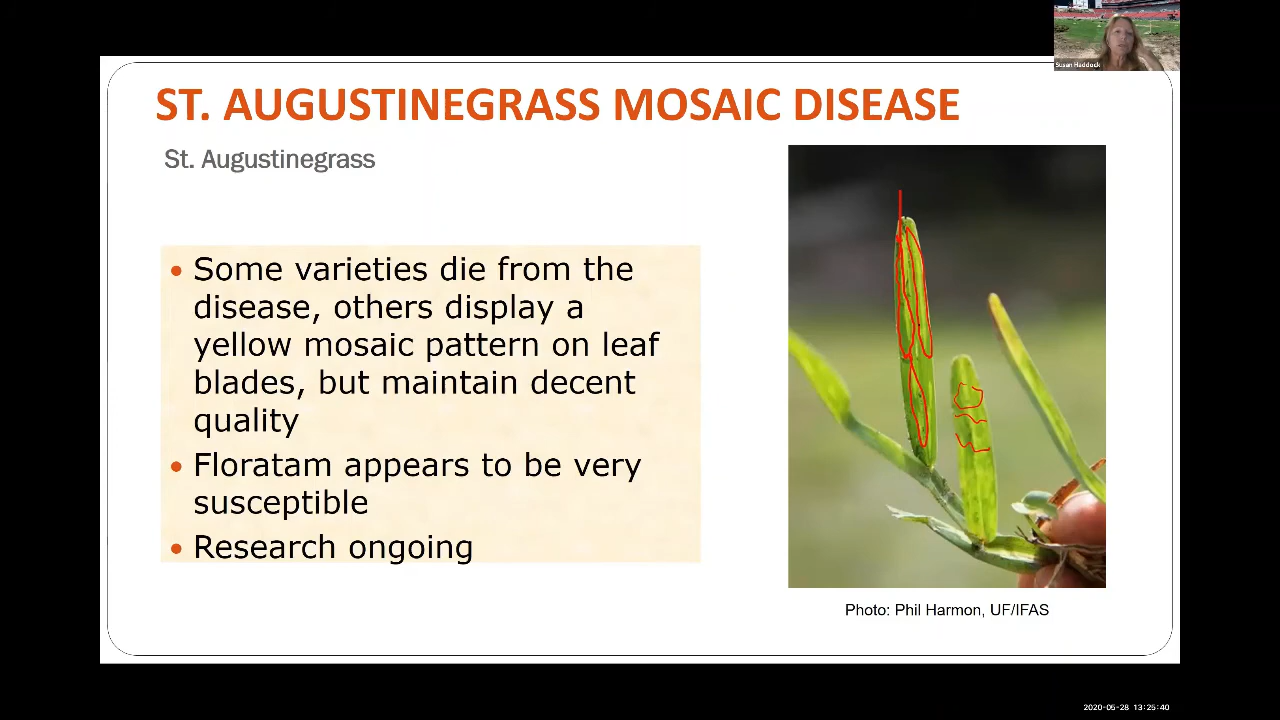 Susan Haddock
ST. AUGUSTINEGRASS MOSAIC DISEASE
St. Augustinegrass
• Some varieties die from the
disease, others display a
yellow mosaic pattern on leaf
blades, but maintain decent
quality
• Floratam appears to be very
susceptible
• Research ongoing
Photo: Phil Harmon, UF/IFAS
2020-05-28 13:25:40